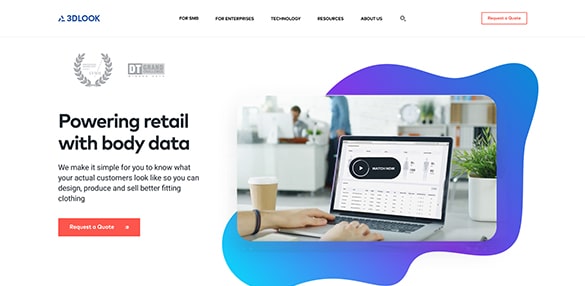 3DLOOK
FOR SMB
FOR ENTERPRISES
TECHNOLOGY
RESOURCES
ABOUT US
Request a Quote
DT GRAND
Powering retail
with body data
We make it simple for you to know what
your actual customers look like so you can
design, produce and sell better fitting
clothing
Request a Quote
WATCH NOW